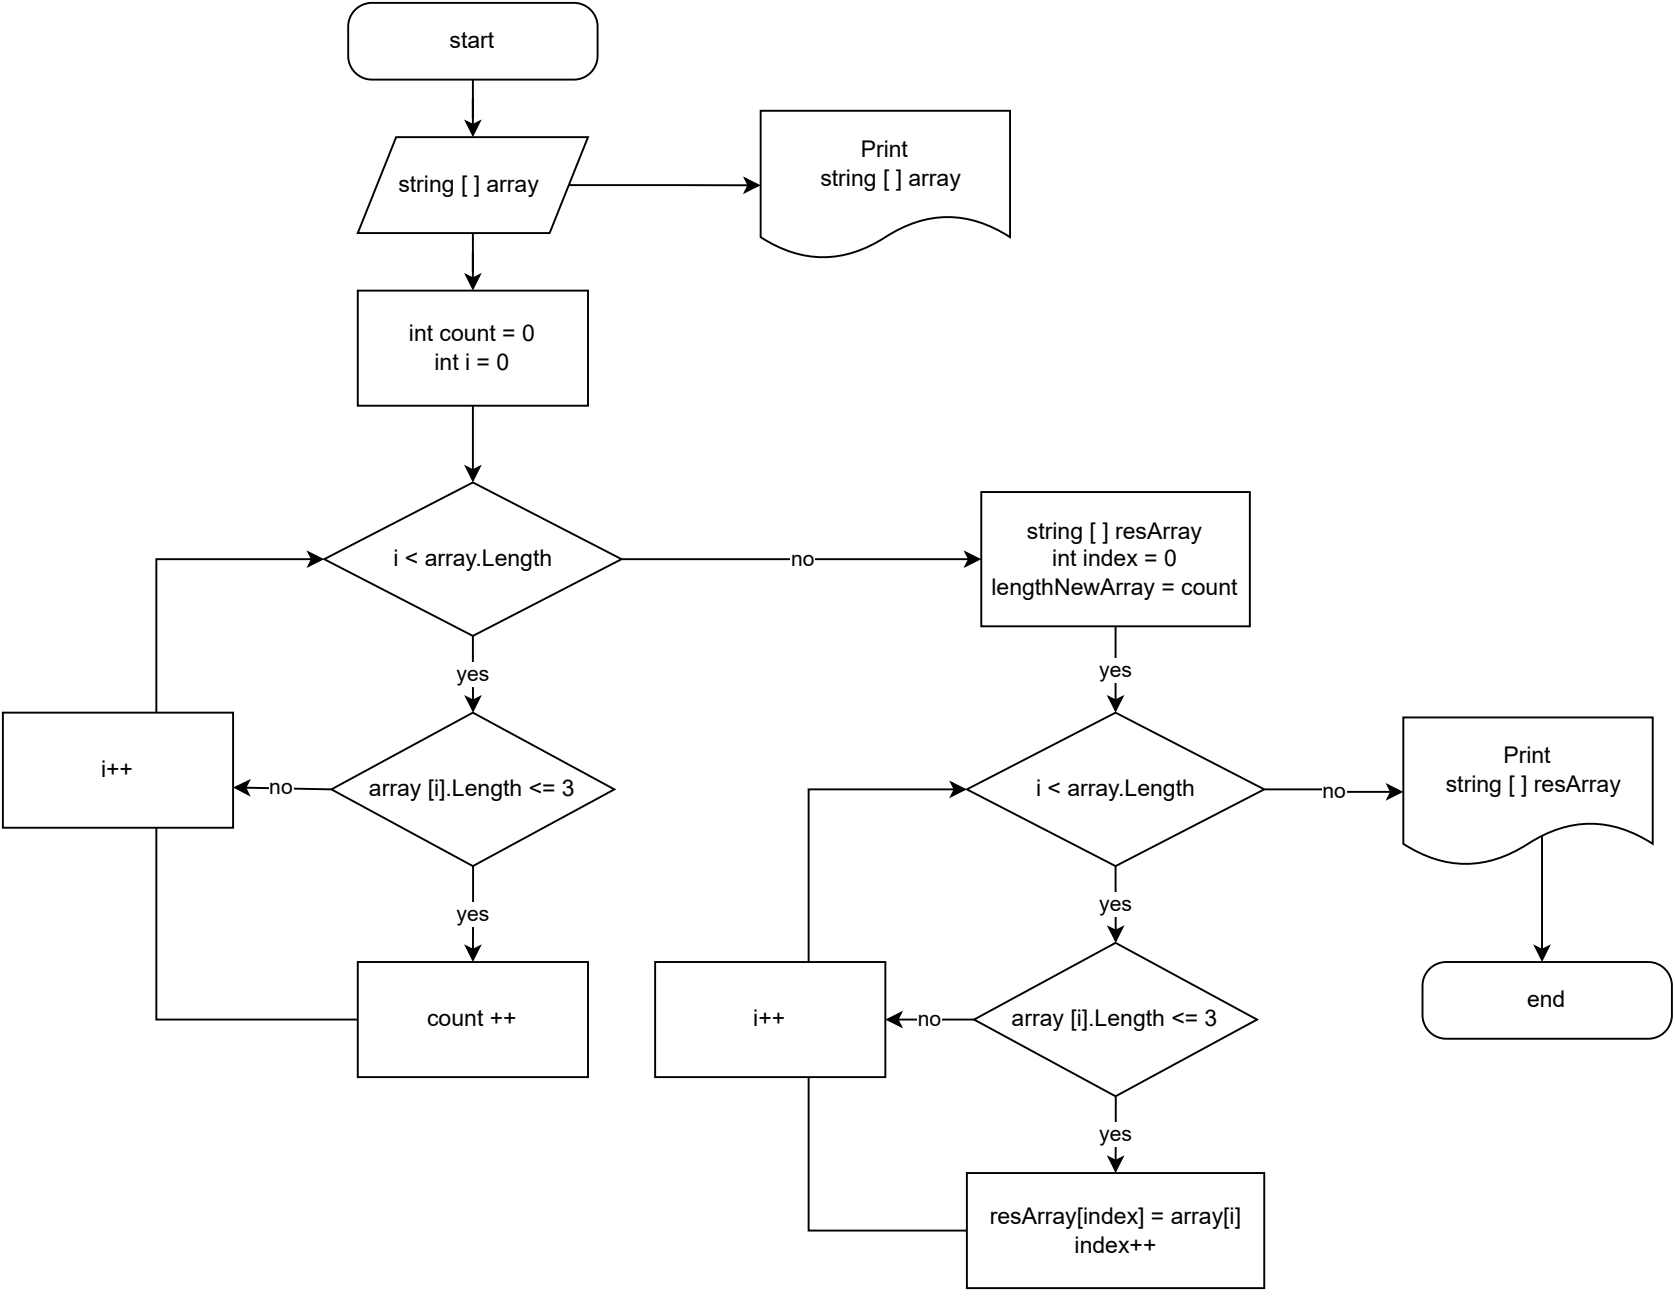 start
string [ ] array
Print
string [ ] array
int count = 0
int i = 0
i < array.Length
no
yes
array [i].Length <= 3
no
i++
yes
count ++
string [ ] resArray
int index = 0
lengthNewArray = count
yes
i < array.Length
no
Print
string [ ] resArray
end
yes
array [i].Length <= 3
no
i++
yes
resArray[index] = array[i]
index++